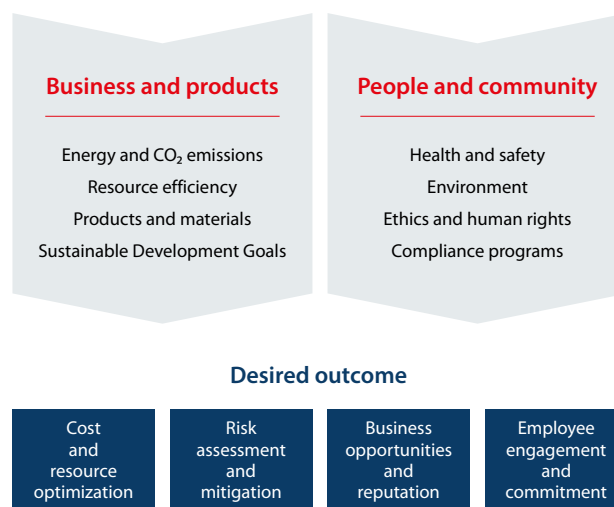 Business and products
Energy and CO₂ emissions
Resource efficiency
Products and materials
Sustainable Development Goals
People and community
Health and safety
Environment
Ethics and human rights
Compliance programs
Desired outcome
Cost
and
resource
optimization
Risk
assessment
and
mitigation
Business
opportunities
and
reputation
Employee
engagement
and
commitment